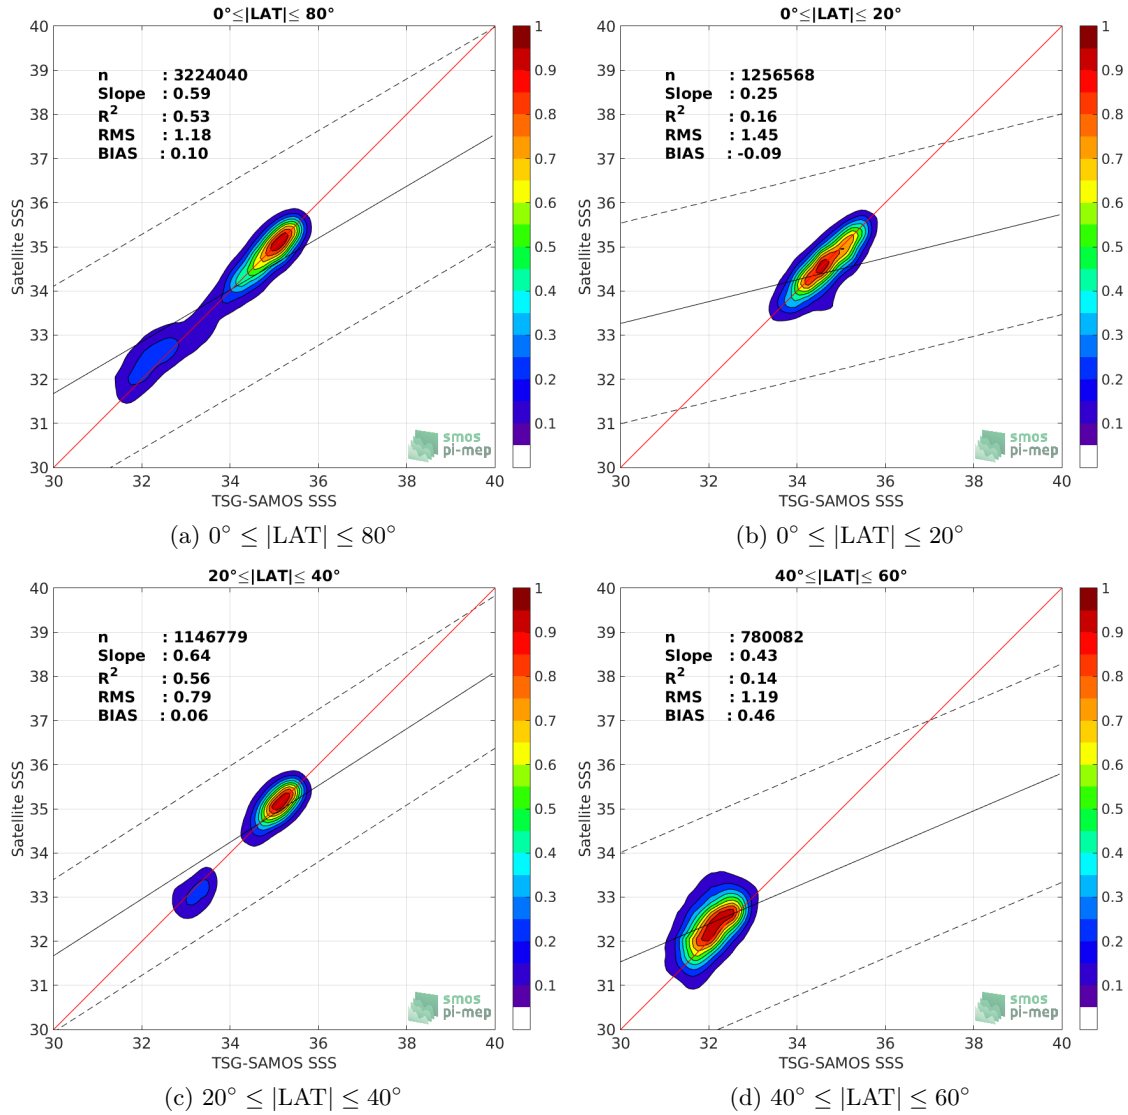 0°≤|LAT|≤ 80°
n : 3224040
Slope : 0.59
R² : 0.53
RMS : 1.18
BIAS : 0.10
40
39
38
37
36
35
34
33
32
31
30
Satellite SSS
30 32 34 36 38 40
TSG-SAMOS SSS
smos
pi-mep
1
0.9
0.8
0.7
0.6
0.5
0.4
0.3
0.2
0.1
(a) 0° ≤ |LAT| ≤ 80°
0°≤|LAT|≤ 20°
n : 1256568
Slope : 0.25
R² : 0.16
RMS : 1.45
BIAS : -0.09
40
39
38
37
36
35
34
33
32
31
30
Satellite SSS
30 32 34 36 38 40
TSG-SAMOS SSS
smos
pi-mep
1
0.9
0.8
0.7
0.6
0.5
0.4
0.3
0.2
0.1
(b) 0° ≤ |LAT| ≤ 20°
20°≤|LAT|≤ 40°
n : 1146779
Slope : 0.64
R² : 0.56
RMS : 0.79
BIAS : 0.06
40
39
38
37
36
35
34
33
32
31
30
Satellite SSS
30 32 34 36 38 40
TSG-SAMOS SSS
smos
pi-mep
1
0.9
0.8
0.7
0.6
0.5
0.4
0.3
0.2
0.1
(c) 20° ≤ |LAT| ≤ 40°
40°≤|LAT|≤ 60°
n : 780082
Slope : 0.43
R² : 0.14
RMS : 1.19
BIAS : 0.46
40
39
38
37
36
35
34
33
32
31
30
Satellite SSS
30 32 34 36 38 40
TSG-SAMOS SSS
smos
pi-mep
1
0.9
0.8
0.7
0.6
0.5
0.4
0.3
0.2
0.1
(d) 40° ≤ |LAT| ≤ 60°